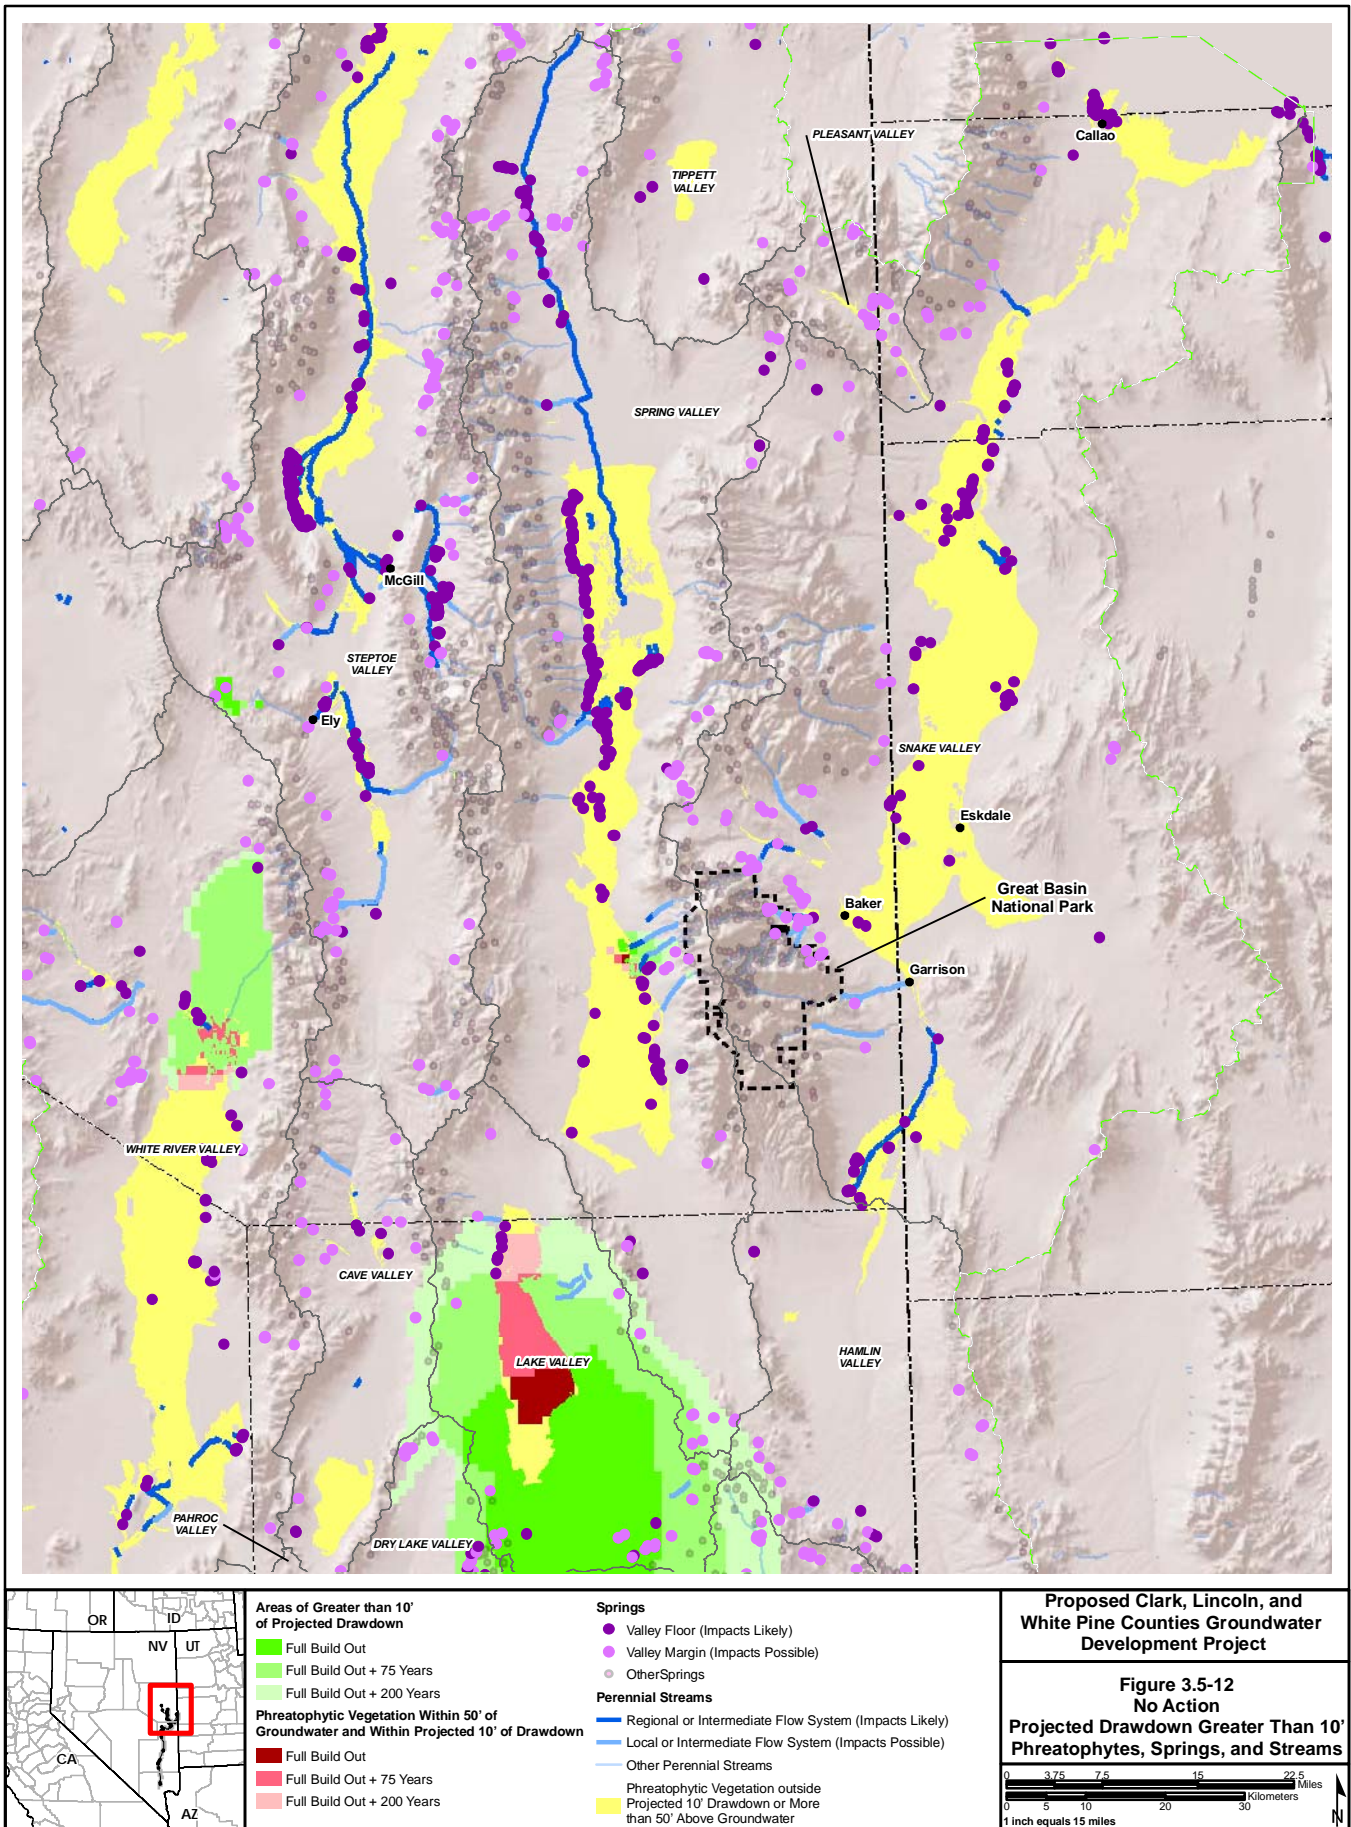 PLEASANT VALLEY
Callao
TIPPETT
VALLEY
SPRING VALLEY
McGill
STEPTOE
VALLEY
Ely
SNAKE VALLEY
Eskdale
Great Basin
National Park
Baker
Garrison
WHITE RIVER VALLEY
CAVE VALLEY
LAKE VALLEY
HAMLIN
VALLEY
PAHROC
VALLEY
DRY LAKE VALLEY
OR
ID
NV
UT
CA
AZ
Areas of Greater than 10'
of Projected Drawdown
Full Build Out
Full Build Out + 75 Years
Full Build Out + 200 Years
Phreatophytic Vegetation Within 50' of
Groundwater and Within Projected 10' of Drawdown
Full Build Out
Full Build Out + 75 Years
Full Build Out + 200 Years
Springs
Valley Floor (Impacts Likely)
Valley Margin (Impacts Possible)
OtherSprings
Perennial Streams
Regional or Intermediate Flow System (Impacts Likely)
Local or Intermediate Flow System (Impacts Possible)
Other Perennial Streams
Phreatophytic Vegetation outside
Projected 10' Drawdown or More
than 50' Above Groundwater
Proposed Clark, Lincoln, and
White Pine Counties Groundwater
Development Project
Figure 3.5-12
No Action
Projected Drawdown Greater Than 10'
Phreatophytes, Springs, and Streams
0 3.75 7.5 15 22.5
Miles
Kilometers
0 5 10 20 30
1 inch equals 15 miles
N